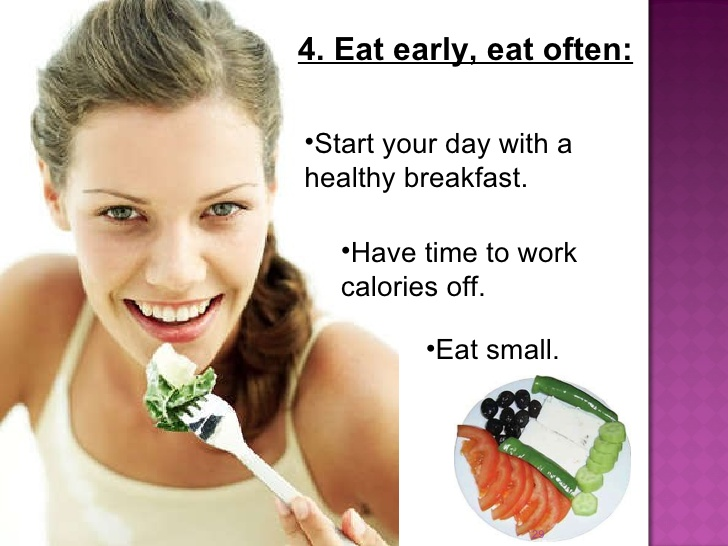 4. Eat early, eat often:
•Start your day with a
healthy breakfast.
•Have time to work
calories off.
•Eat small.